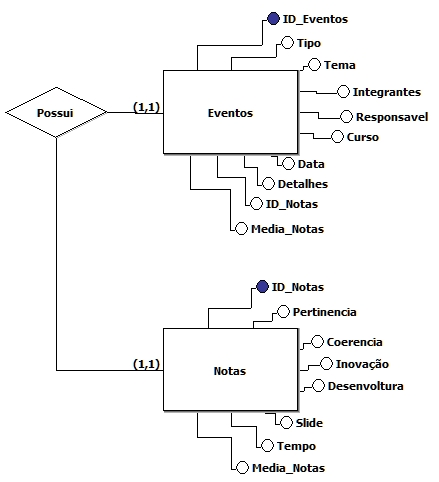 ID_Eventos
Tipo
Tema
Integrantes
Possui
(1,1)
Eventos
Responsavel
Curso
Data
Detalhes
ID_Notas
Media_Notas
ID_Notas
Pertinencia
Coerencia
Inovação
(1,1)
Notas
Desenvoltura
Slide
Tempo
Media_Notas